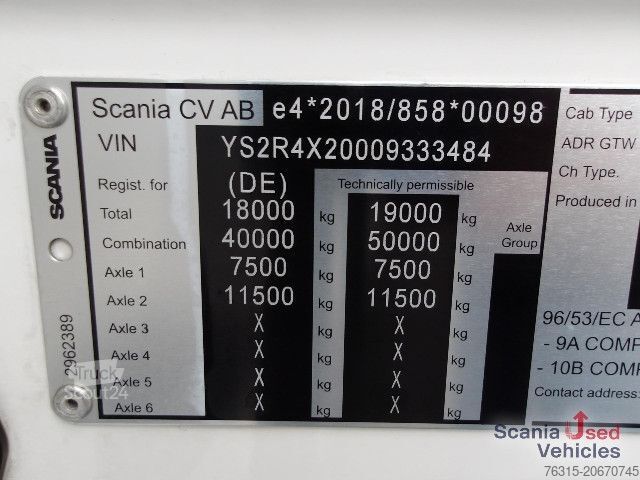 Scania CV AB e4*2018/858*00098
VIN YS2R4X20009333484
Regist. for (DE) Technically permissible
Total 18000 kg 19000 kg
Axle Group
Combination 40000 kg 50000 kg
Axle 1 7500 kg 7500 kg
Axle 2 11500 kg 11500 kg
Axle 3 X kg X kg
Axle 4 X kg X kg
Axle 5 X kg X kg
Axle 6 X kg X kg
SCANIA
2962389
Cab Type
ADR GTW
Ch Type.
Produced in
96/53/EC A
- 9A COMP
- 10B COMP
Contact address:
Truck
Scout24
Scania Used
Vehicles
76315-20670745